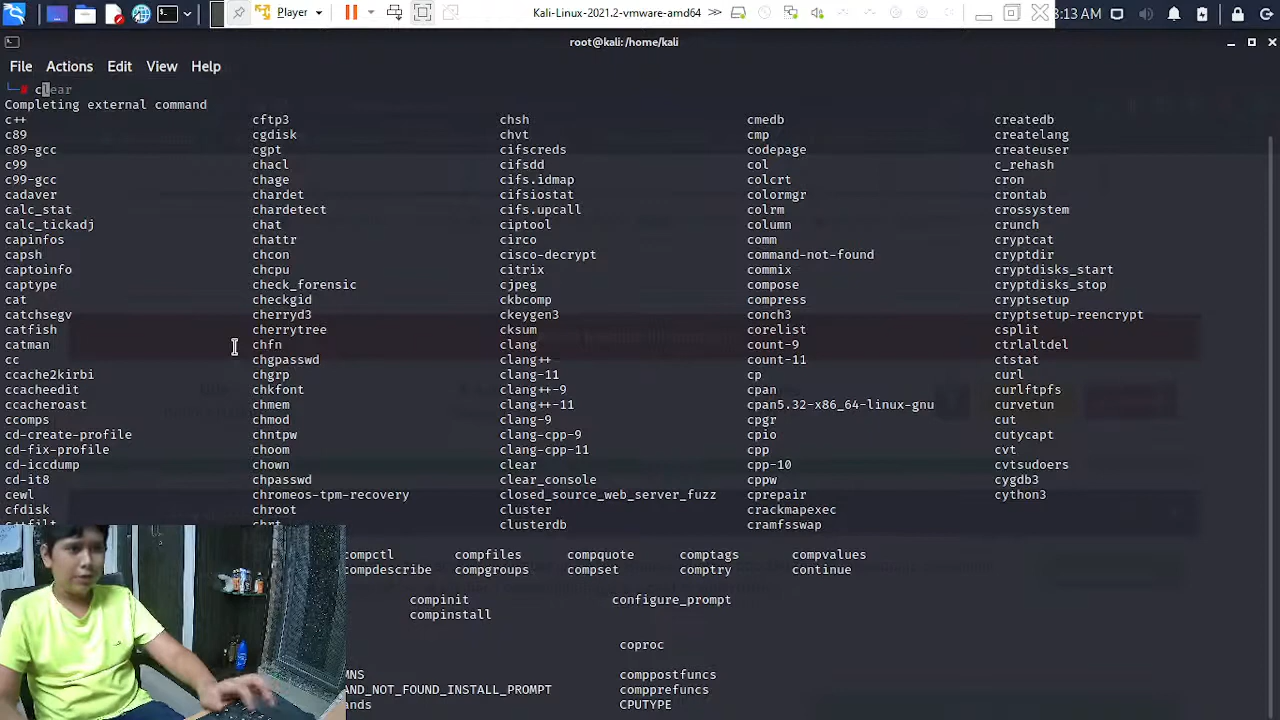 Player
Kali-Linux-2021.2-vmware-amd64
3:13 AM
root@kali:/home/kali
File Actions Edit View Help
└─# clear
Completing external command
c++ cftp3 chsh cmedb createdb
c89 cgdisk chvt cmp createlang
c89-gcc cgpt cifscreds codepage createuser
c99 chacl cifsdd col c_rehash
c99-gcc chage cifs.idmap colcrt cron
cadaver chardet cifsiostat colormgr crontab
calc_stat chardetect cifs.upcall colrm crossystem
calc_tickadj chat ciptool column crunch
capinfos chattr circo comm cryptcat
capsh chcon cisco-decrypt command-not-found cryptdir
captoinfo chcpu citrix commix cryptdisks_start
captype check_forensic cjpeg compose cryptdisks_stop
cat checkgid ckbcomp compress cryptsetup
catchsegv cherryd3 ckeygen3 conch3 cryptsetup-reencrypt
catfish cherrytree cksum corelist csplit
catman chfn clang count-9 ctrlaltdel
cc chgpasswd clang++ count-11 ctstat
ccache2kirbi chgrp clang-11 cp curl
ccacheedit chkfont clang++-9 cpan curlftpfs
ccacheroast chmem clang++-11 cpan5.32-x86_64-linux-gnu curvetun
ccomps chmod clang-9 cpgr cut
cd-create-profile chntpw clang-cpp-9 cpio cutycapt
cd-fix-profile choom clang-cpp-11 cpp cvt
cd-iccdump chown clear cpp-10 cvtsudoers
cd-it8 chpasswd clear_console cppw cygdb3
cewl chromeos-tpm-recovery closed_source_web_server_fuzz cprepair cython3
cfdisk chroot cluster crackmapexec
chrt clusterdb cramfsswap
compctl compfiles compquote comptags compvalues
compdescribe compgroups compset comptry continue
compinit configure_prompt
compinstall
coproc
MNS comppostfuncs
AND_NOT_FOUND_INSTALL_PROMPT compprefuncs
ands CPUTYPE